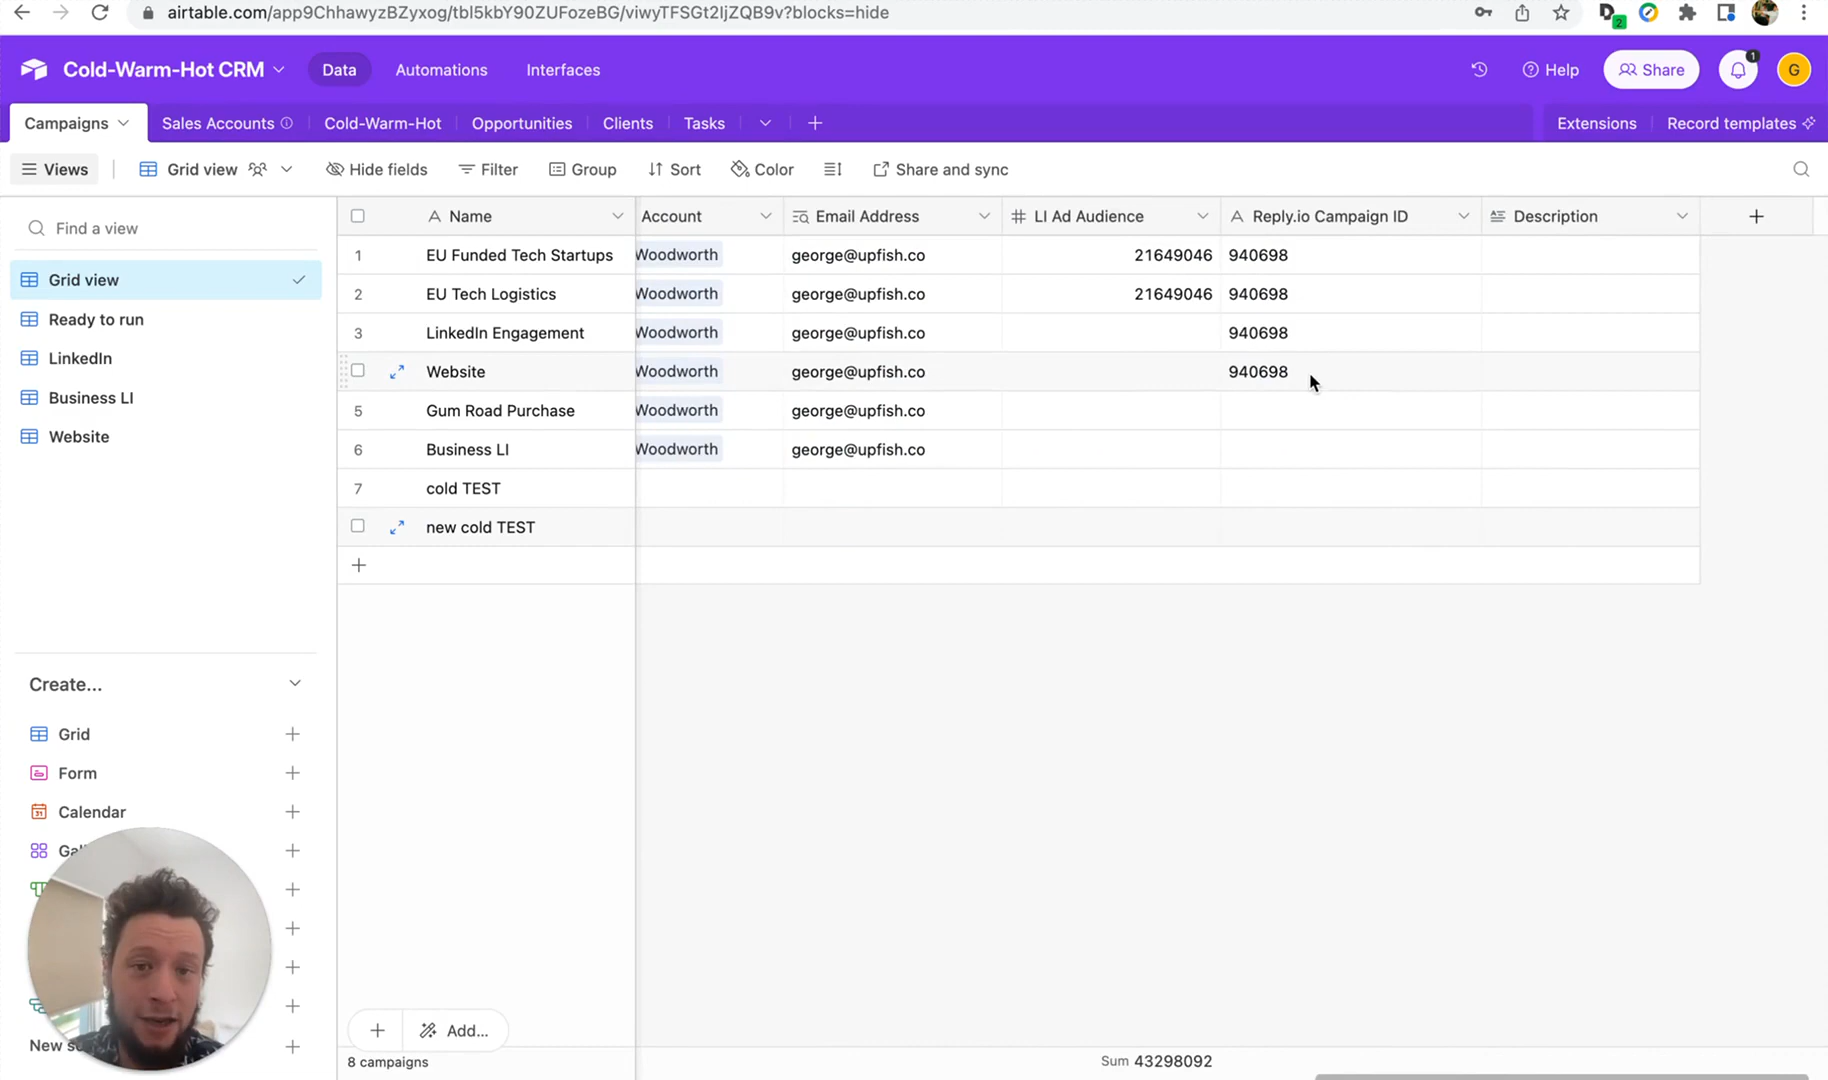 airtable.com/app9ChhawyzBZyxog/tbl5kbY90ZUFozeBG/viwyTFSGt2IjZQB9v?blocks=hide
2
Cold-Warm-Hot CRM
Data
Automations
Interfaces
Help
Share
1
G
Campaigns
Sales Accounts
Cold-Warm-Hot
Opportunities
Clients
Tasks
Extensions
Record templates
Views
Grid view
Hide fields
Filter
Group
Sort
Color
Share and sync
Find a view
Grid view
Ready to run
LinkedIn
Business LI
Website
Name Account Email Address LI Ad Audience Reply.io Campaign ID Description
1 EU Funded Tech Startups Woodworth george@upfish.co 21649046 940698
2 EU Tech Logistics Woodworth george@upfish.co 21649046 940698
3 LinkedIn Engagement Woodworth george@upfish.co 940698
Website Woodworth george@upfish.co 940698
5 Gum Road Purchase Woodworth george@upfish.co
6 Business LI Woodworth george@upfish.co
7 cold TEST
new cold TEST
Create...
Grid
Form
31 Calendar
Gal
New s
Add...
8 campaigns
Sum 43298092